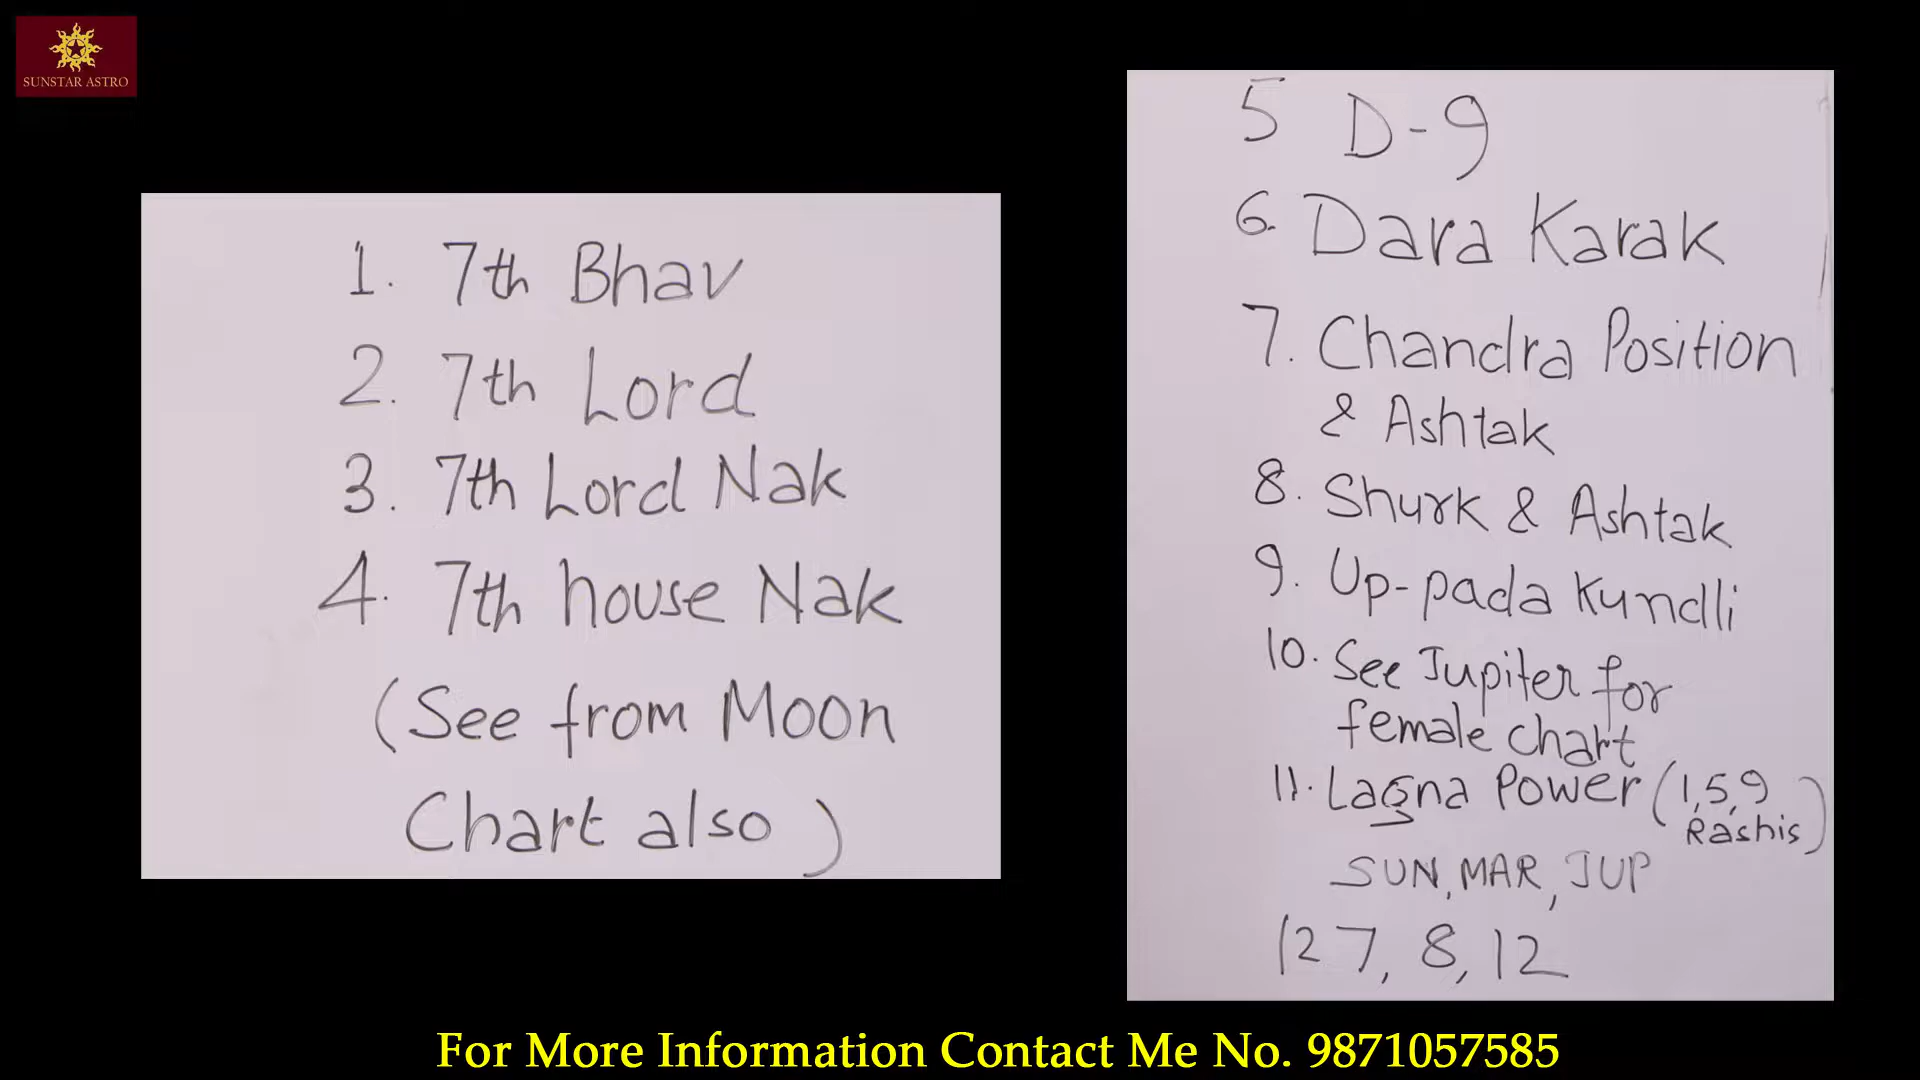 SUNSTAR ASTRO
1. 7th Bhav
2. 7th Lord
3. 7th Lord Nak
4. 7th house Nak
(See from Moon
Chart also)
5 D-9
6. Dara Karak
7. Chandra Position
& Ashtak
8. Shurk & Ashtak
9. Up-pada Kundli
10. See Jupiter for
female chart
11. Lagna Power (1,5,9
Rashis)
SUN, MAR, JUP
12 7, 8, 12
For More Information Contact Me No. 9871057585